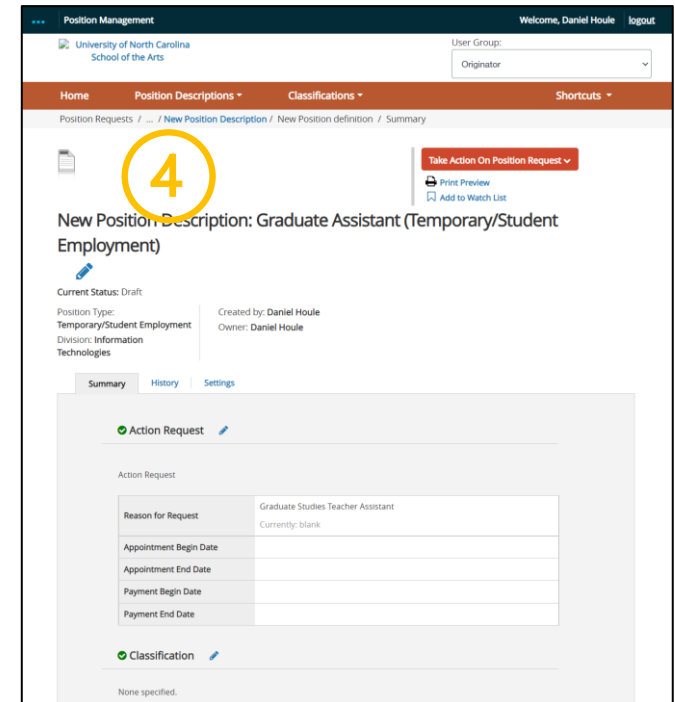 ... Position Management Welcome, Daniel Houle logout
University of North Carolina
School of the Arts
User Group:
Originator
Home Position Descriptions Classifications Shortcuts
Position Requests / ... / New Position Description / New Position definition / Summary
4
Take Action On Position Request
Print Preview
Add to Watch List
New Position Description: Graduate Assistant (Temporary/Student
Employment)
Current Status: Draft
Position Type:
Temporary/Student Employment
Division: Information
Technologies
Created by: Daniel Houle
Owner: Daniel Houle
Summary History Settings
Action Request
Action Request
Reason for Request
Graduate Studies Teacher Assistant
Currently: blank
Appointment Begin Date
Appointment End Date
Payment Begin Date
Payment End Date
Classification
None specified.